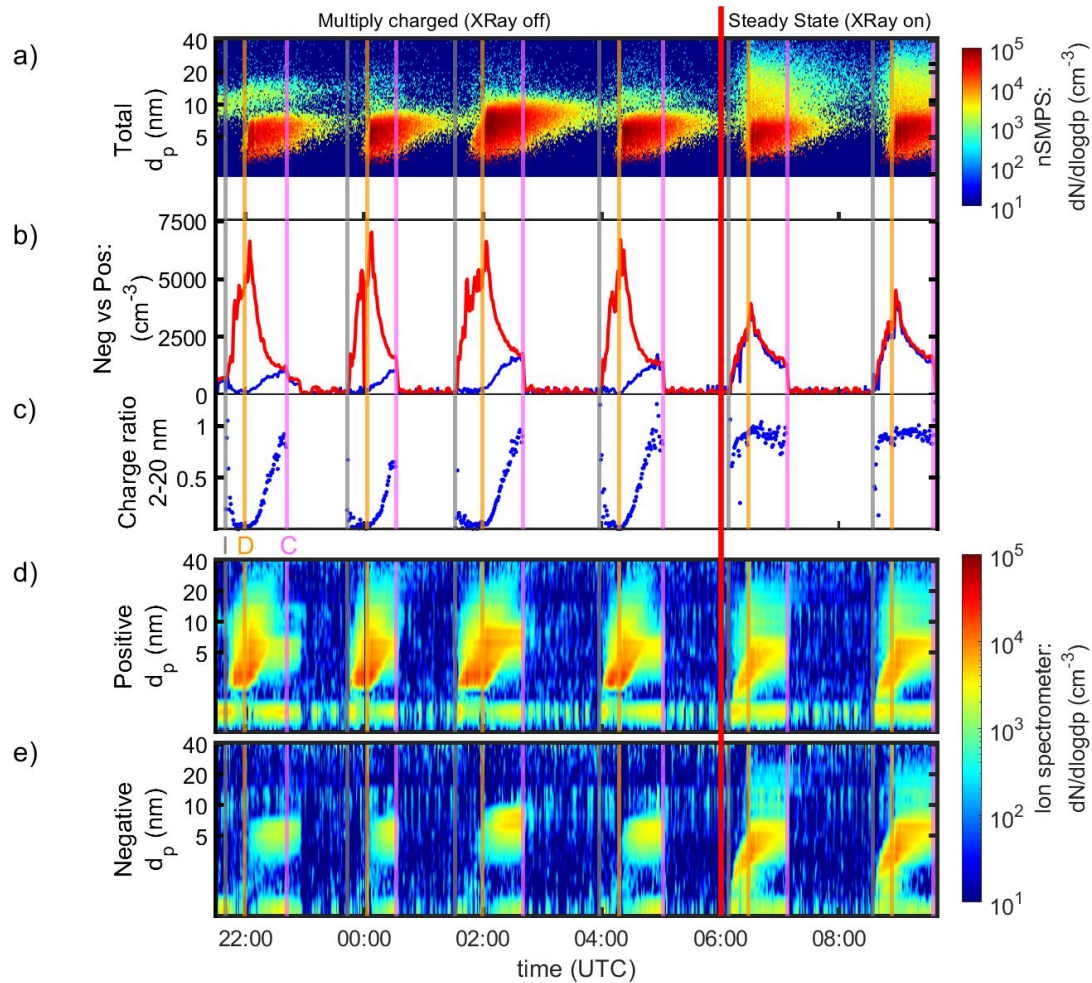 Multiply charged (XRay off) Steady State (XRay on)
a)
40
20
10
5
Total
d_p (nm)
10^5
10^4
10^3
10^2
10^1
nSMPS:
dN/dlogdp (cm^-3)
b)
7500
5000
2500
0
Neg vs Pos:
(cm^-3)
c)
1
0.5
Charge ratio
2-20 nm
I D C
d)
40
20
10
5
Positive
d_p (nm)
e)
40
20
10
5
Negative
d_p (nm)
10^5
10^4
10^3
10^2
10^1
Ion spectrometer:
dN/dlogdp (cm^-3)
22:00 00:00 02:00 04:00 06:00 08:00
time (UTC)